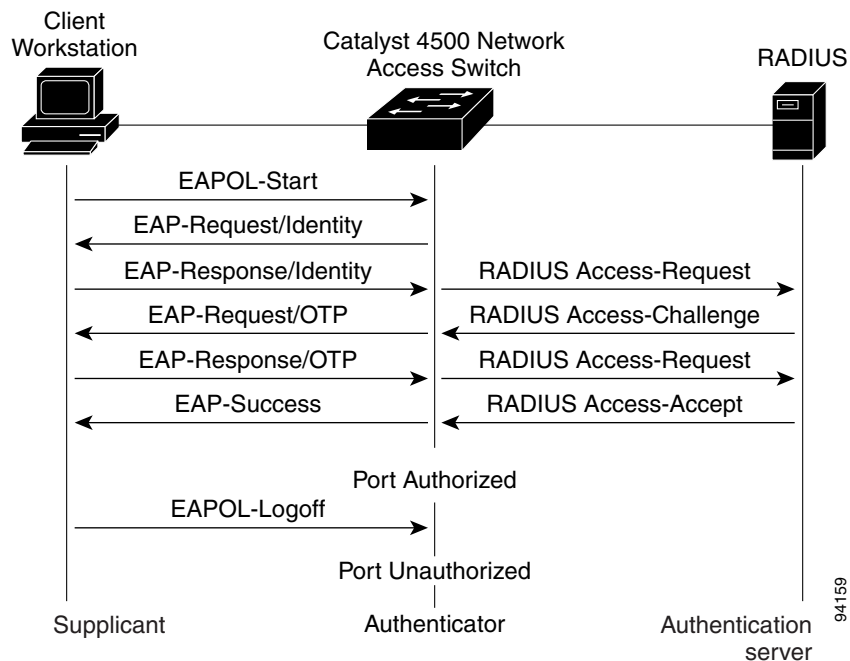 Client
Workstation
Catalyst 4500 Network
Access Switch
RADIUS
EAPOL-Start
EAP-Request/Identity
EAP-Response/Identity
RADIUS Access-Request
EAP-Request/OTP
RADIUS Access-Challenge
EAP-Response/OTP
RADIUS Access-Request
EAP-Success
RADIUS Access-Accept
Port Authorized
EAPOL-Logoff
Port Unauthorized
Supplicant
Authenticator
Authentication
server
94159